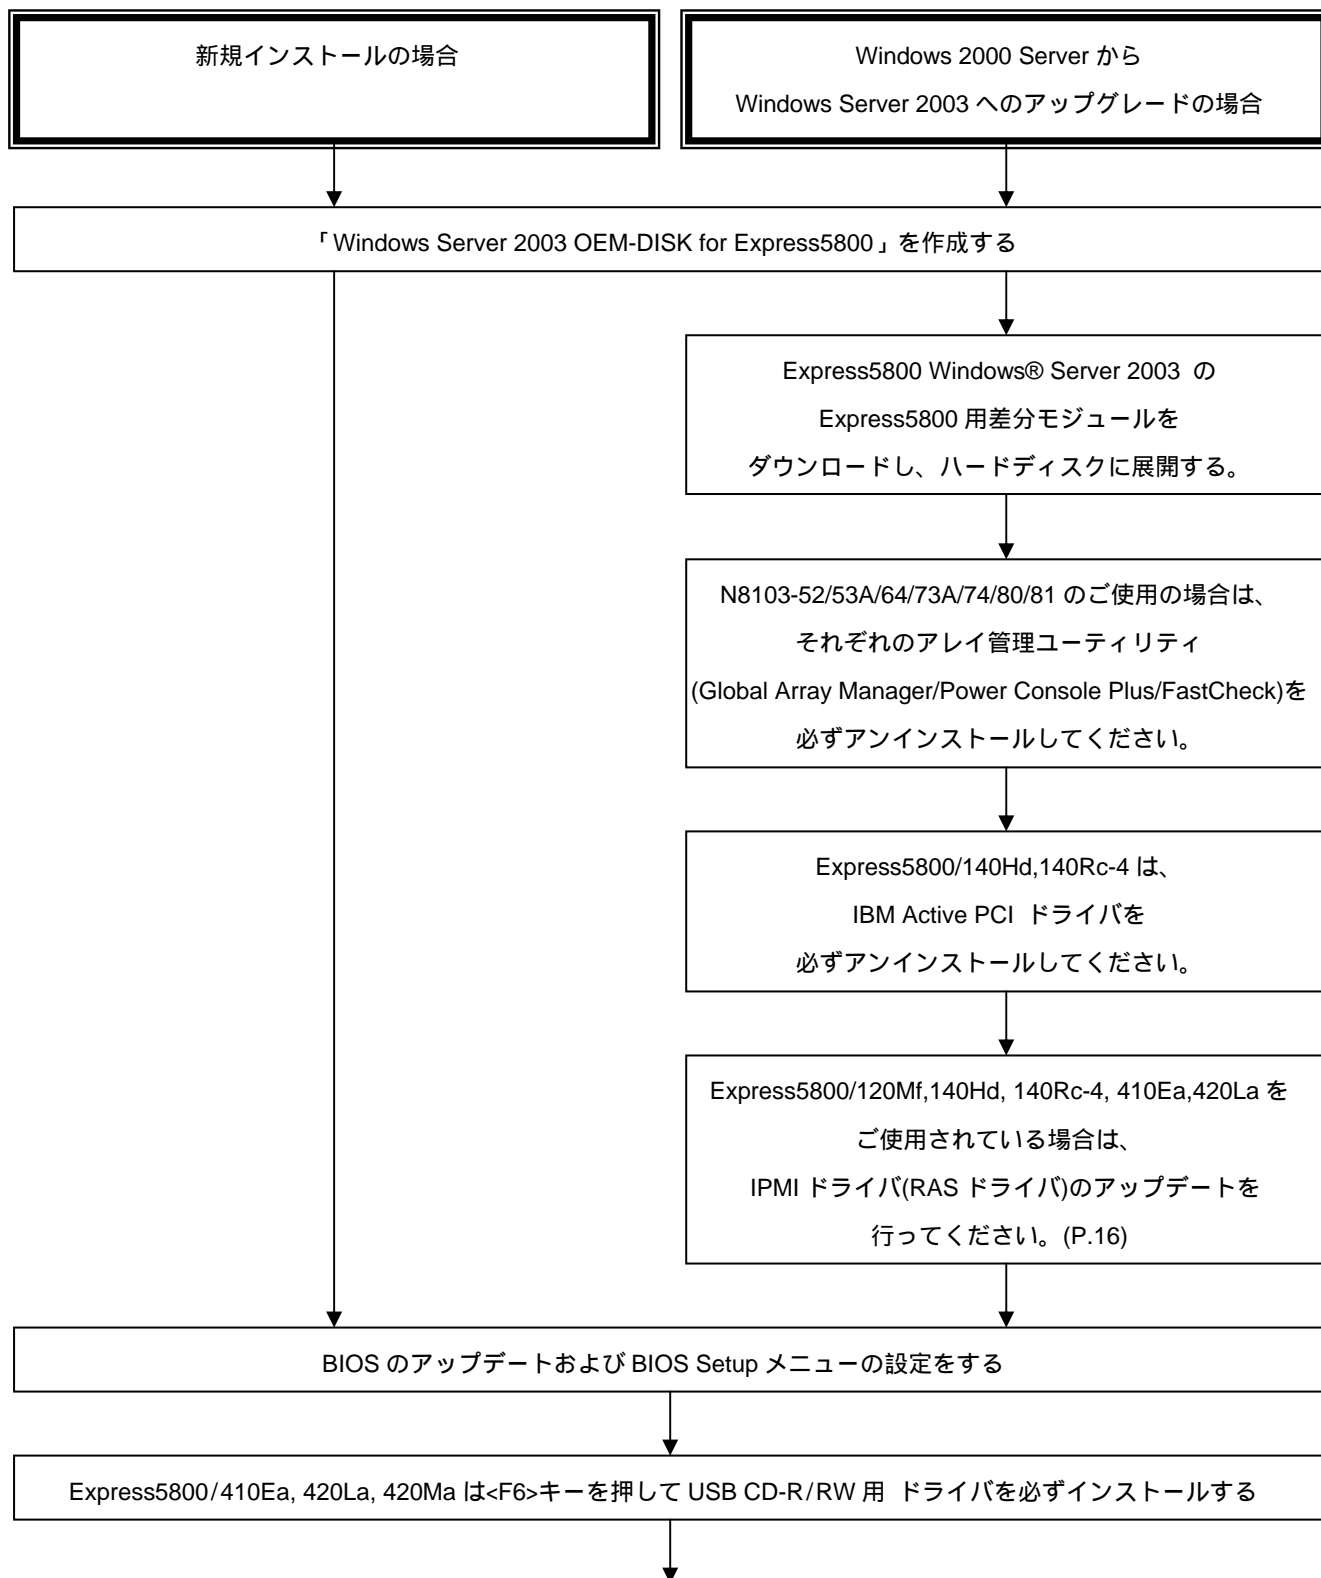 新規インストールの場合
Windows 2000 Server から
Windows Server 2003 へのアップグレードの場合
「Windows Server 2003 OEM-DISK for Express5800」を作成する
Express5800 Windows® Server 2003 の
Express5800 用差分モジュールを
ダウンロードし、ハードディスクに展開する。
N8103-52/53A/64/73A/74/80/81 のご使用の場合は、
それぞれのアレイ管理ユーティリティ
(Global Array Manager/Power Console Plus/FastCheck)を
必ずアンインストールしてください。
Express5800/140Hd,140Rc-4 は、
IBM Active PCI ドライバを
必ずアンインストールしてください。
Express5800/120Mf,140Hd, 140Rc-4, 410Ea,420La を
ご使用されている場合は、
IPMI ドライバ(RAS ドライバ)のアップデートを
行ってください。(P.16)
BIOS のアップデートおよび BIOS Setup メニューの設定をする
Express5800/410Ea, 420La, 420Ma は<F6>キーを押して USB CD-R/RW 用 ドライバを必ずインストールする